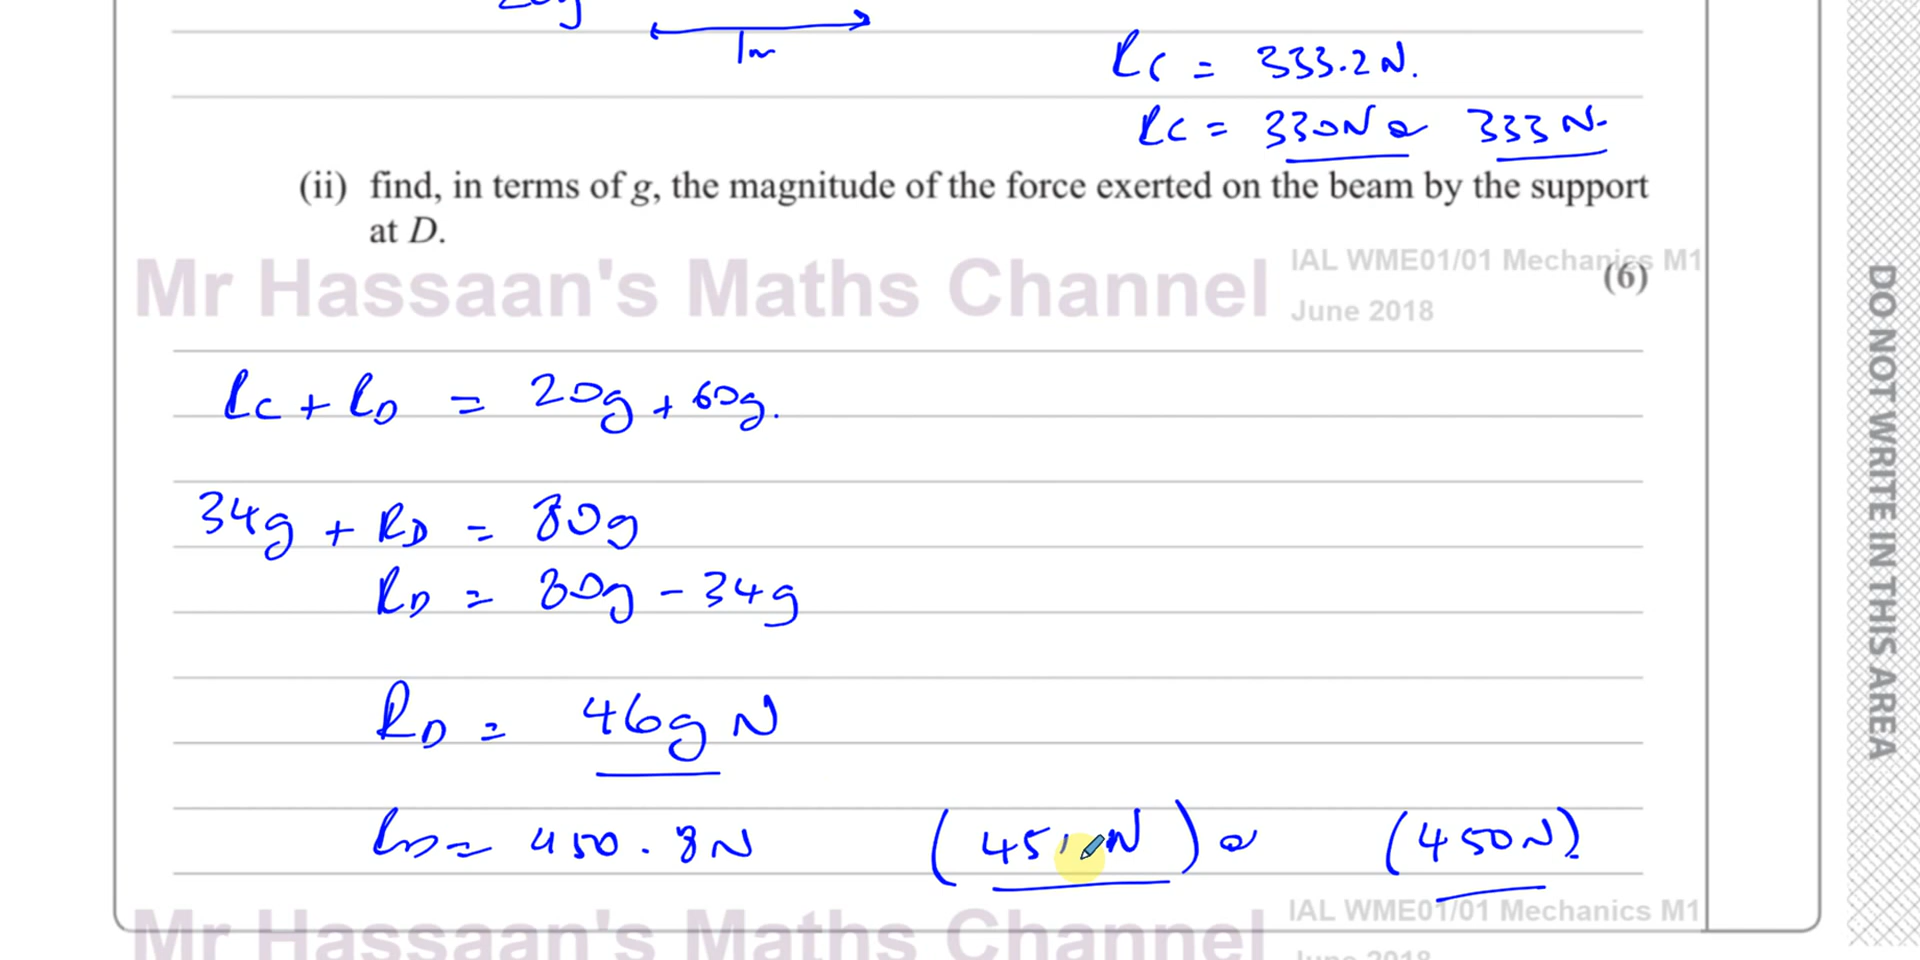 1m
RC = 333.2N.
RC = 330N or 333N.
(ii) find, in terms of g, the magnitude of the force exerted on the beam by the support
at D.
Mr Hassaan's Maths Channel
IAL WME01/01 Mechanics M1
(6)
June 2018
RC + RD = 20g + 60g.
34g + RD = 80g
RD = 80g - 34g
RD = 46g N
RD = 450.8N (451N) or (450N).
Mr Hassaan's Maths Channel
IAL WME01/01 Mechanics M1
June 2018
DO NOT WRITE IN THIS AREA